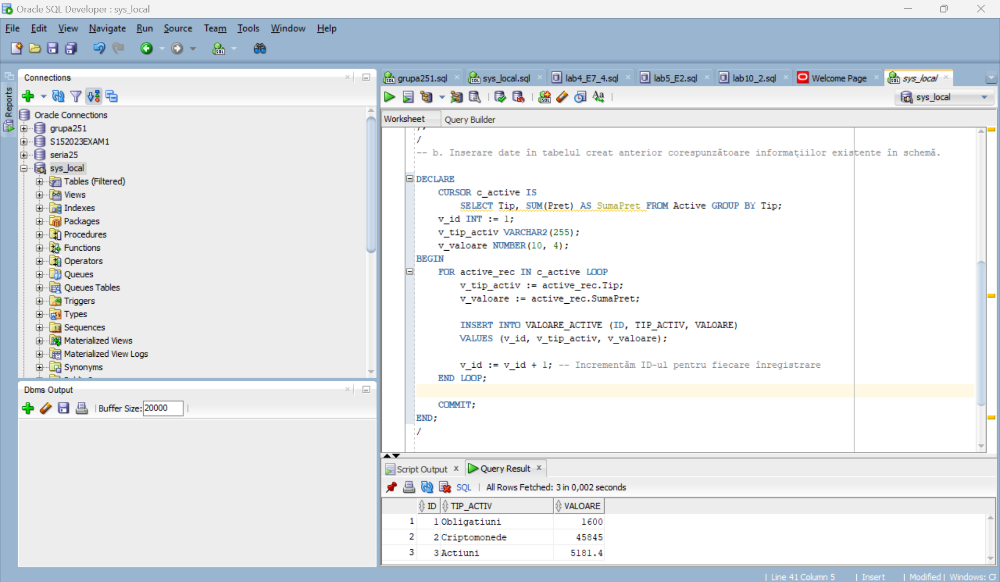 Oracle SQL Developer : sys_local
File Edit View Navigate Run Source Team Tools Window Help
Reports
Connections
Oracle Connections
grupa251
S152023EXAM1
seria25
sys_local
Tables (Filtered)
Views
Indexes
Packages
Procedures
Functions
Operators
Queues
Queues Tables
Triggers
Types
Sequences
Materialized Views
Materialized View Logs
Synonyms
Dbms Output
Buffer Size: 20000
grupa251.sql sys_local.sql lab4_E7_4.sql lab5_E2.sql lab10_2.sql Welcome Page sys_local
sys_local
Worksheet Query Builder
/
-- b. Inserare date în tabelul creat anterior corespunzătoare informațiilor existente în schemă.
DECLARE
CURSOR c_active IS
SELECT Tip, SUM(Pret) AS SumaPret FROM Active GROUP BY Tip;
v_id INT := 1;
v_tip_activ VARCHAR2(255);
v_valoare NUMBER(10, 4);
BEGIN
FOR active_rec IN c_active LOOP
v_tip_activ := active_rec.Tip;
v_valoare := active_rec.SumaPret;
INSERT INTO VALOARE_ACTIVE (ID, TIP_ACTIV, VALOARE)
VALUES (v_id, v_tip_activ, v_valoare);
v_id := v_id + 1; -- Incrementăm ID-ul pentru fiecare înregistrare
END LOOP;
COMMIT;
END;
/
Script Output x Query Result x
SQL | All Rows Fetched: 3 in 0,002 seconds
ID TIP_ACTIV VALOARE
1 1 Obligatiuni 1600
2 2 Criptomonede 45845
3 3 Actiuni 5181.4
| Line 41 Column 5 | Insert | Modified | Windows: